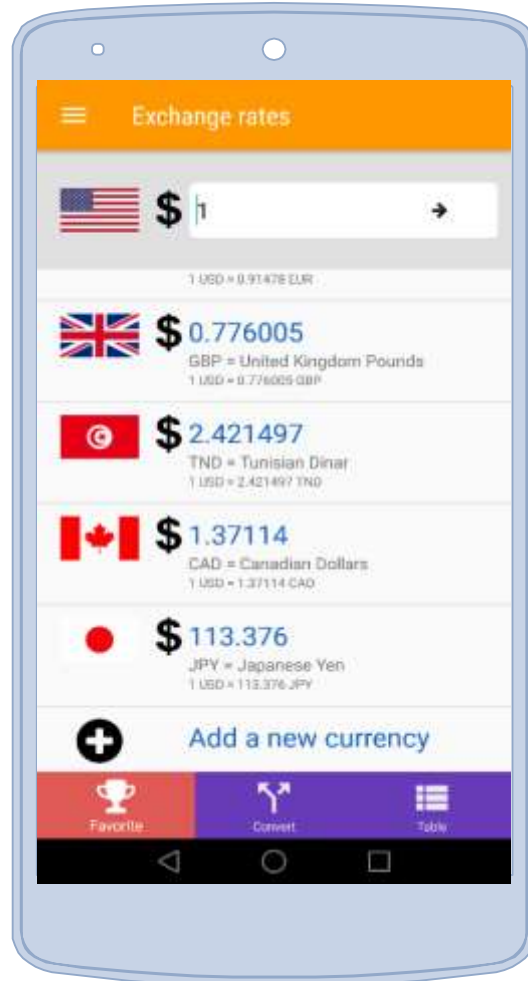 Exchange rates
$ 1
1 USD = 0.91478 EUR
$ 0.776005
GBP = United Kingdom Pounds
1 USD = 0.776005 GBP
$ 2.421497
TND = Tunisian Dinar
1 USD = 2.421497 TND
$ 1.37114
CAD = Canadian Dollars
1 USD = 1.37114 CAD
$ 113.376
JPY = Japanese Yen
1 USD = 113.376 JPY
Add a new currency
Favorite Convert Table